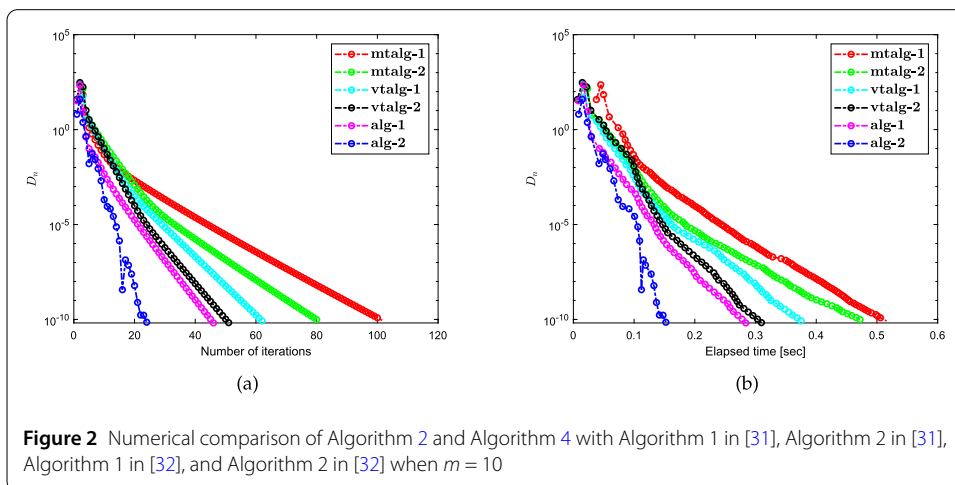 10^5
10^0
10^-5
10^-10
D_n
0 20 40 60 80 100 120
Number of iterations
mtalg-1
mtalg-2
vtalg-1
vtalg-2
alg-1
alg-2
(a)
10^5
10^0
10^-5
10^-10
D_n
0 0.1 0.2 0.3 0.4 0.5 0.6
Elapsed time [sec]
mtalg-1
mtalg-2
vtalg-1
vtalg-2
alg-1
alg-2
(b)
Figure 2 Numerical comparison of Algorithm 2 and Algorithm 4 with Algorithm 1 in [31], Algorithm 2 in [31],
Algorithm 1 in [32], and Algorithm 2 in [32] when m = 10